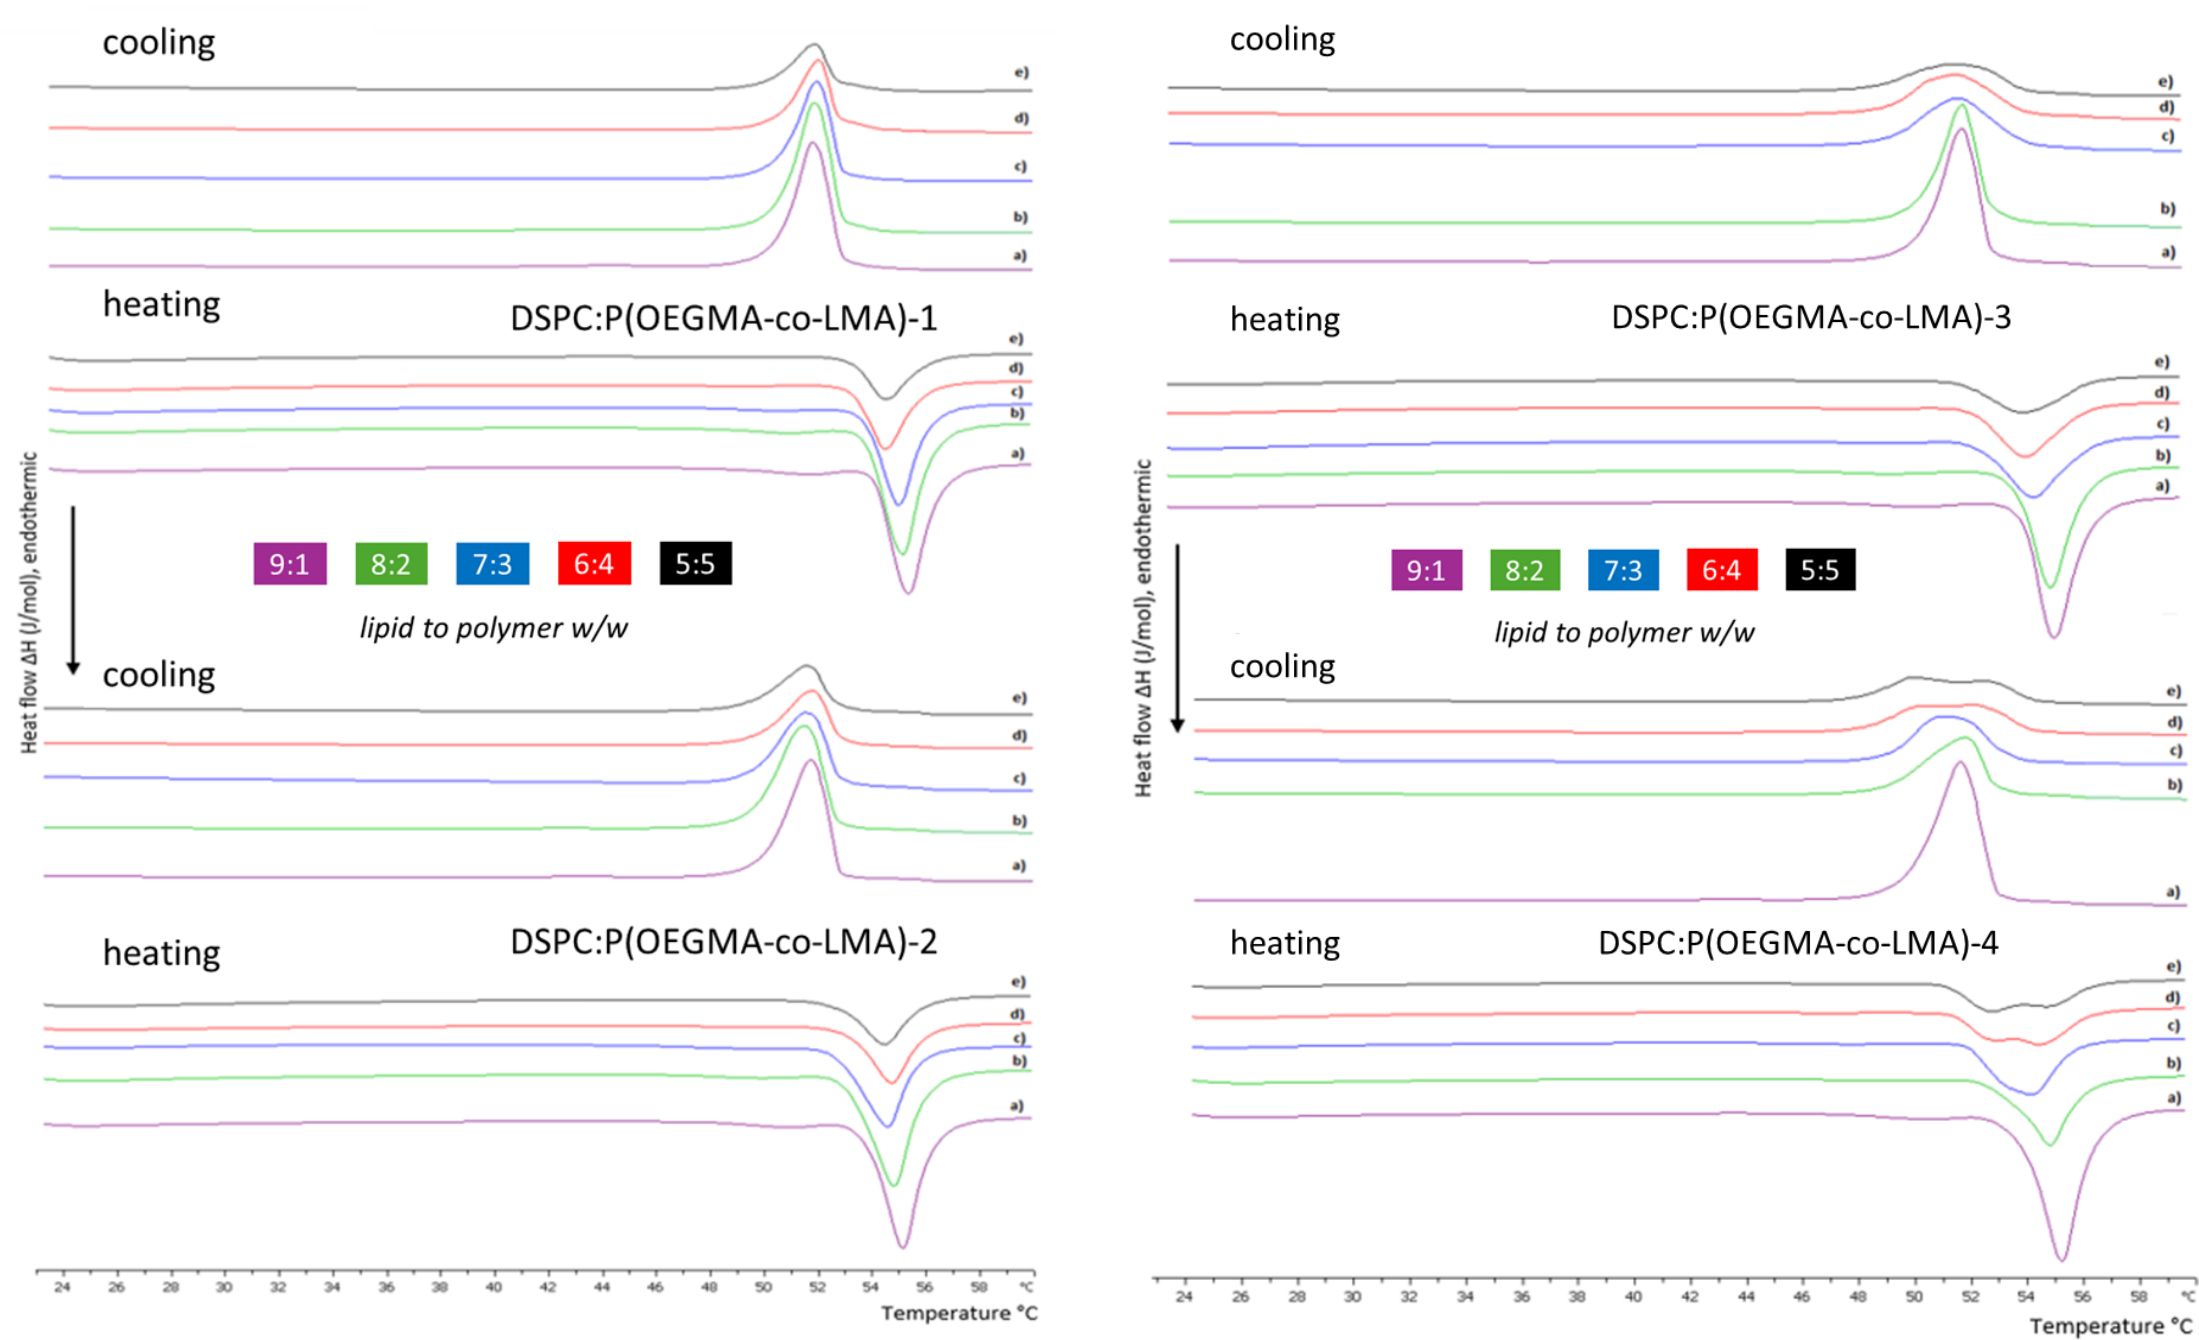 cooling
e)
d)
c)
b)
a)
heating
DSPC:P(OEGMA-co-LMA)-1
e)
d)
c)
b)
a)
Heat flow ΔH (J/mol), endothermic
9:1 8:2 7:3 6:4 5:5
lipid to polymer w/w
cooling
e)
d)
c)
b)
a)
heating
DSPC:P(OEGMA-co-LMA)-2
e)
d)
c)
b)
a)
24 26 28 30 32 34 36 38 40 42 44 46 48 50 52 54 56 58 °C
Temperature °C
cooling
e)
d)
c)
b)
a)
heating
DSPC:P(OEGMA-co-LMA)-3
e)
d)
c)
b)
a)
Heat flow ΔH (J/mol), endothermic
9:1 8:2 7:3 6:4 5:5
lipid to polymer w/w
cooling
e)
d)
c)
b)
a)
heating
DSPC:P(OEGMA-co-LMA)-4
e)
d)
c)
b)
a)
24 26 28 30 32 34 36 38 40 42 44 46 48 50 52 54 56 58 °C
Temperature °C